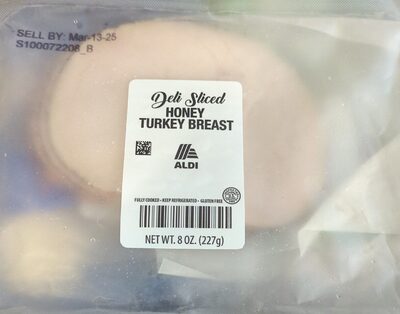 SELL BY: Mar-13-25
S100072208_B
Deli Sliced
HONEY
TURKEY BREAST
ALDI
FULLY COOKED • KEEP REFRIGERATED • GLUTEN FREE
NET WT. 8 OZ. (227g)